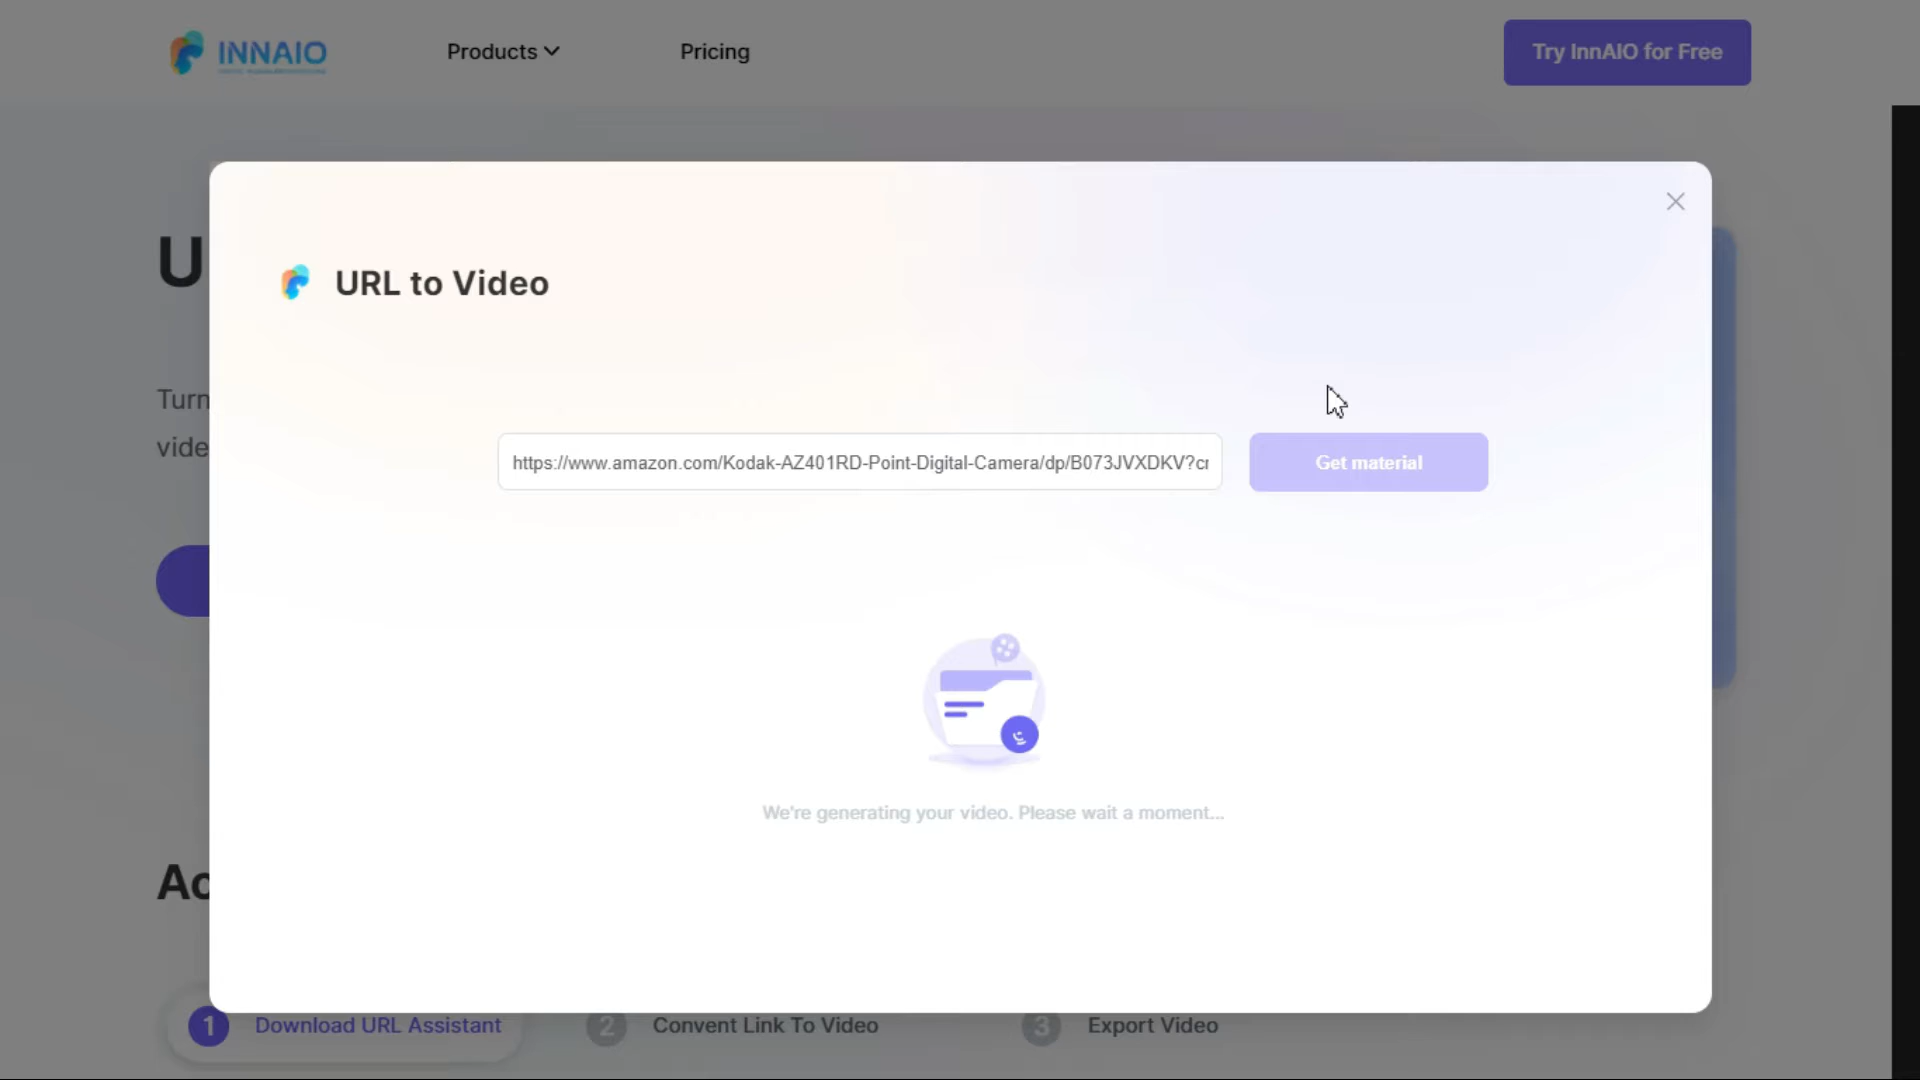 INNAIO
Products
Pricing
Try InnAIO for Free
U
URL to Video
Turn
vide
https://www.amazon.com/Kodak-AZ401RD-Point-Digital-Camera/dp/B073JVXDKV?cr
Get material
We're generating your video. Please wait a moment...
Ac
1 Download URL Assistant
2 Convent Link To Video
3 Export Video